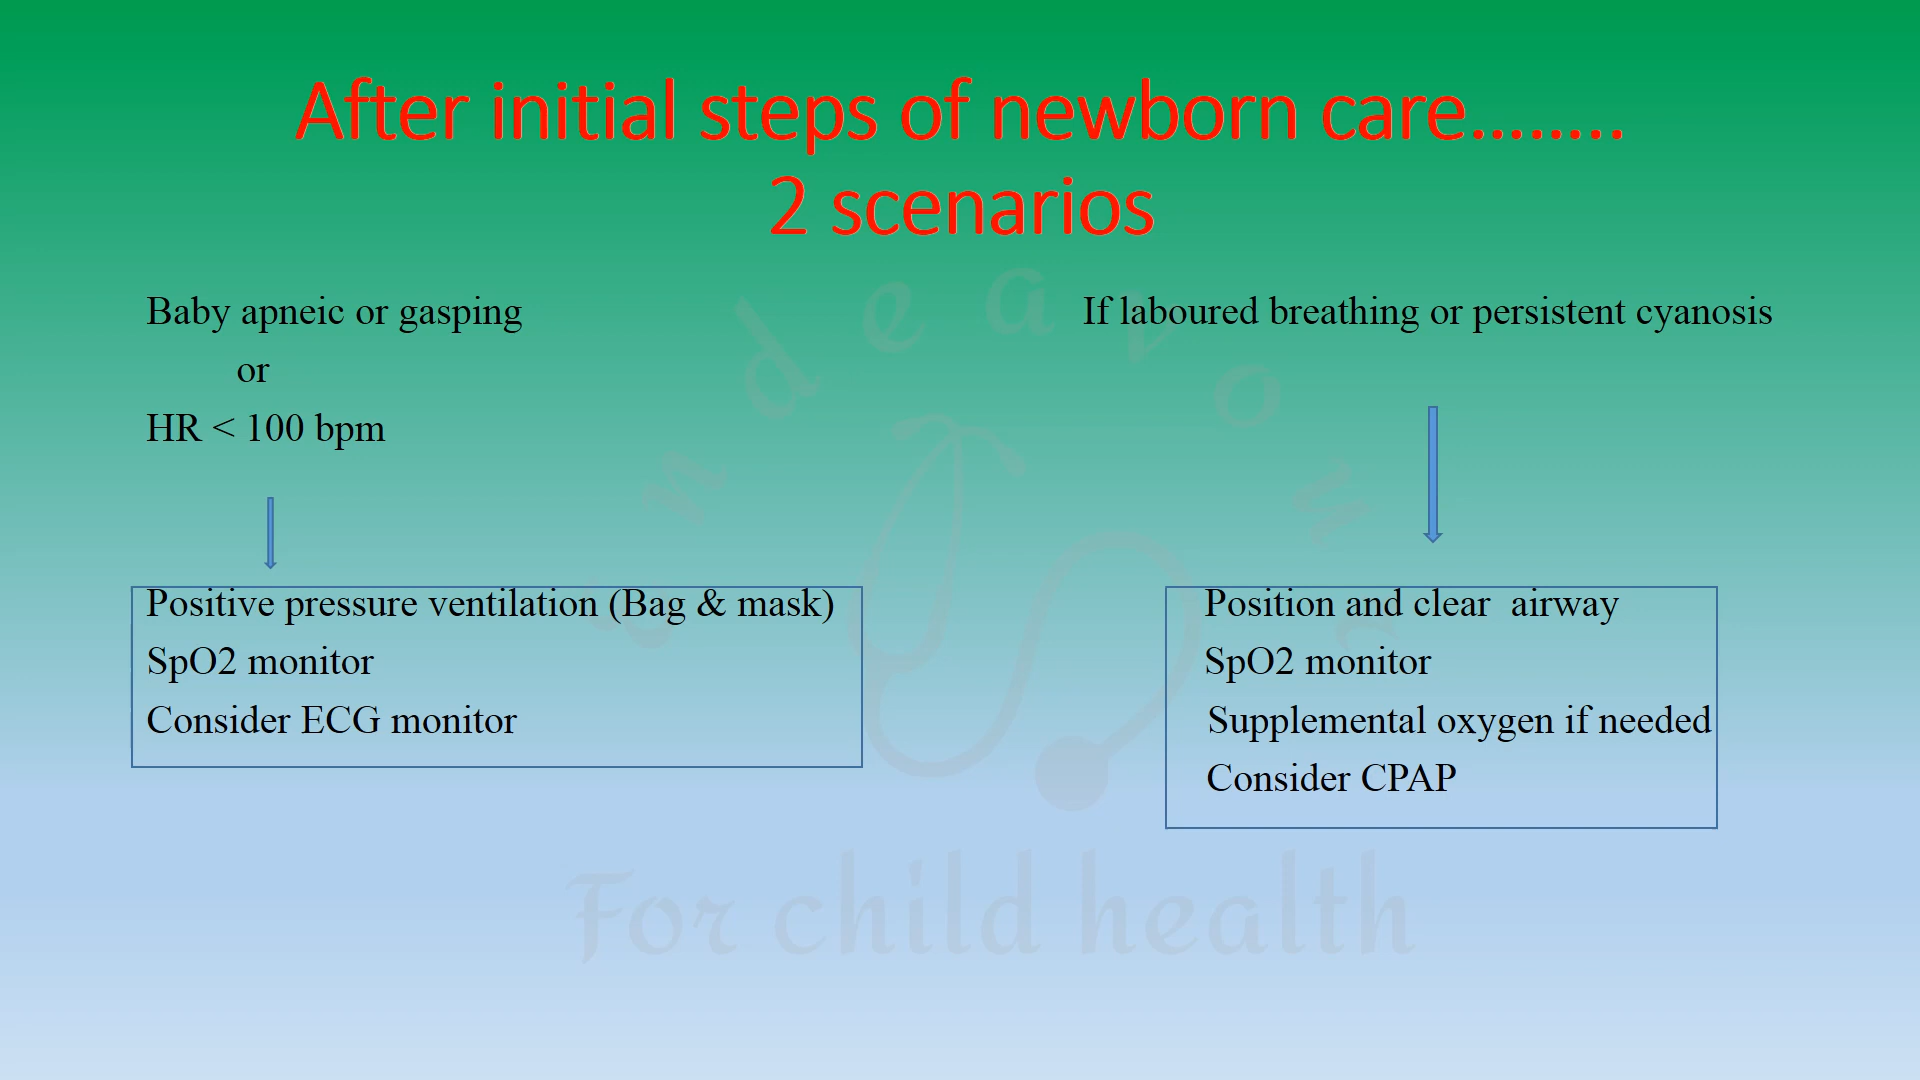 After initial steps of newborn care........
2 scenarios
Baby apneic or gasping
or
HR < 100 bpm
If laboured breathing or persistent cyanosis
Positive pressure ventilation (Bag & mask)
SpO2 monitor
Consider ECG monitor
Position and clear airway
SpO2 monitor
Supplemental oxygen if needed
Consider CPAP
endeavour
For child health